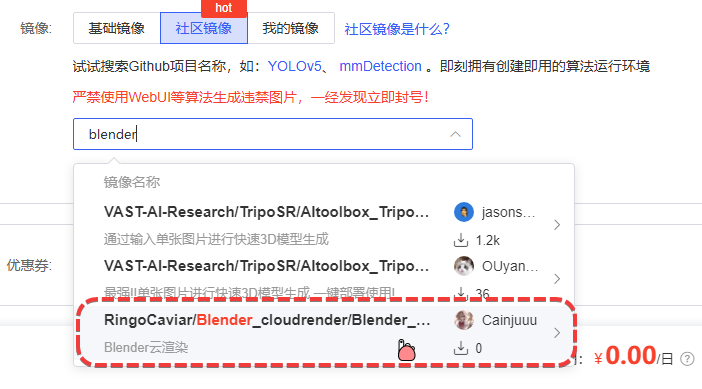 hot
镜像: 基础镜像 社区镜像 我的镜像 社区镜像是什么?
试试搜索Github项目名称，如：YOLOv5、 mmDetection 。即刻拥有创建即用的算法运行环境
严禁使用WebUI等算法生成违禁图片，一经发现立即封号!
blender
镜像名称
VAST-AI-Research/TripoSR/AItoolbox_Tripo… jasons…
通过输入单张图片进行快速3D模型生成 1.2k
优惠券:
VAST-AI-Research/TripoSR/AItoolbox_Tripo… OUyan…
最强!!单张图片进行快速3D模型生成,一键部署使用! 36
RingoCaviar/Blender_cloudrender/Blender_… Cainjuuu
Blender云渲染 0
¥0.00/日